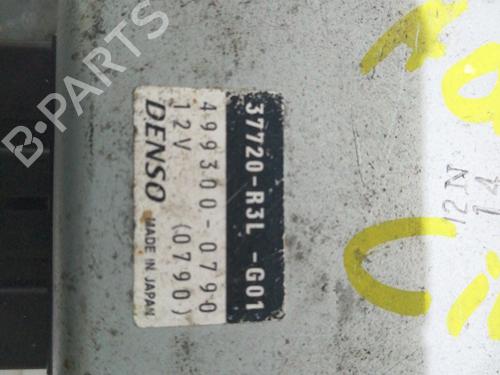 37720-R3L -G01
499300-0790
12V (0790)
DENSO MADE IN JAPAN
B-PARTS
12N
14